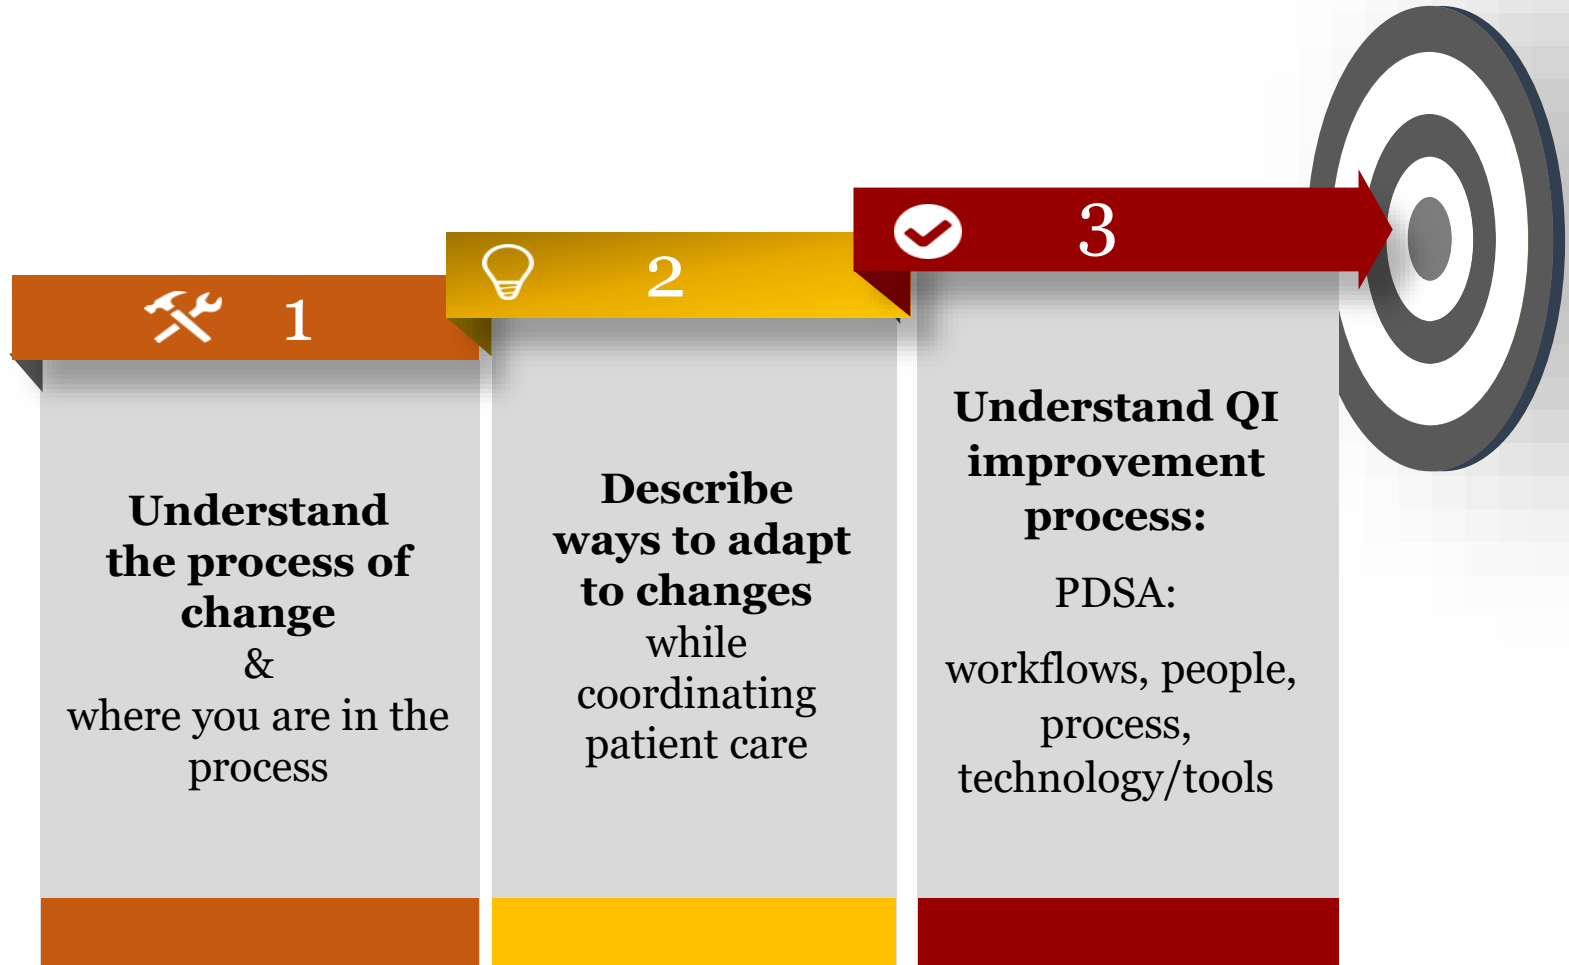 1
Understand
the process of
change
&
where you are in the
process
2
Describe
ways to adapt
to changes
while
coordinating
patient care
3
Understand QI
improvement
process:
PDSA:
workflows, people,
process,
technology/tools